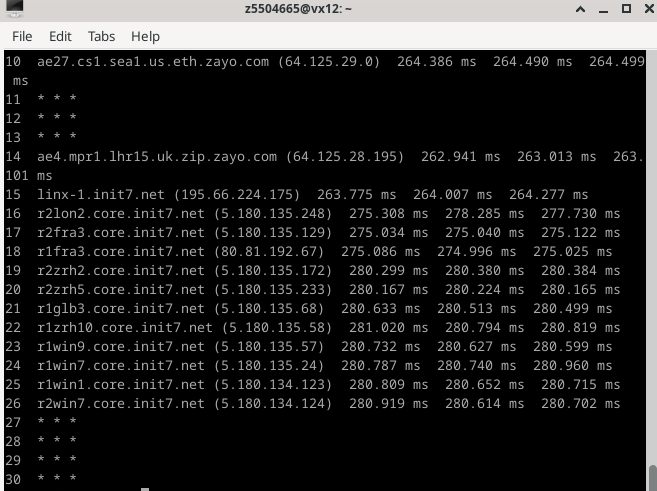 z5504665@vx12: ~
File Edit Tabs Help
10 ae27.cs1.sea1.us.eth.zayo.com (64.125.29.0) 264.386 ms 264.490 ms 264.499
ms
11 * * *
12 * * *
13 * * *
14 ae4.mpr1.lhr15.uk.zip.zayo.com (64.125.28.195) 262.941 ms 263.013 ms 263.
101 ms
15 linx-1.init7.net (195.66.224.175) 263.775 ms 264.007 ms 264.277 ms
16 r2lon2.core.init7.net (5.180.135.248) 275.308 ms 278.285 ms 277.730 ms
17 r2fra3.core.init7.net (5.180.135.129) 275.034 ms 275.040 ms 275.122 ms
18 r1fra3.core.init7.net (80.81.192.67) 275.086 ms 274.996 ms 275.025 ms
19 r2zrh2.core.init7.net (5.180.135.172) 280.299 ms 280.380 ms 280.384 ms
20 r2zrh5.core.init7.net (5.180.135.233) 280.167 ms 280.224 ms 280.165 ms
21 r1glb3.core.init7.net (5.180.135.68) 280.633 ms 280.513 ms 280.499 ms
22 r1zrh10.core.init7.net (5.180.135.58) 281.020 ms 280.794 ms 280.819 ms
23 r1win9.core.init7.net (5.180.135.57) 280.732 ms 280.627 ms 280.599 ms
24 r1win7.core.init7.net (5.180.135.24) 280.787 ms 280.740 ms 280.960 ms
25 r1win1.core.init7.net (5.180.134.123) 280.809 ms 280.652 ms 280.715 ms
26 r2win7.core.init7.net (5.180.134.124) 280.919 ms 280.614 ms 280.702 ms
27 * * *
28 * * *
29 * * *
30 * * *